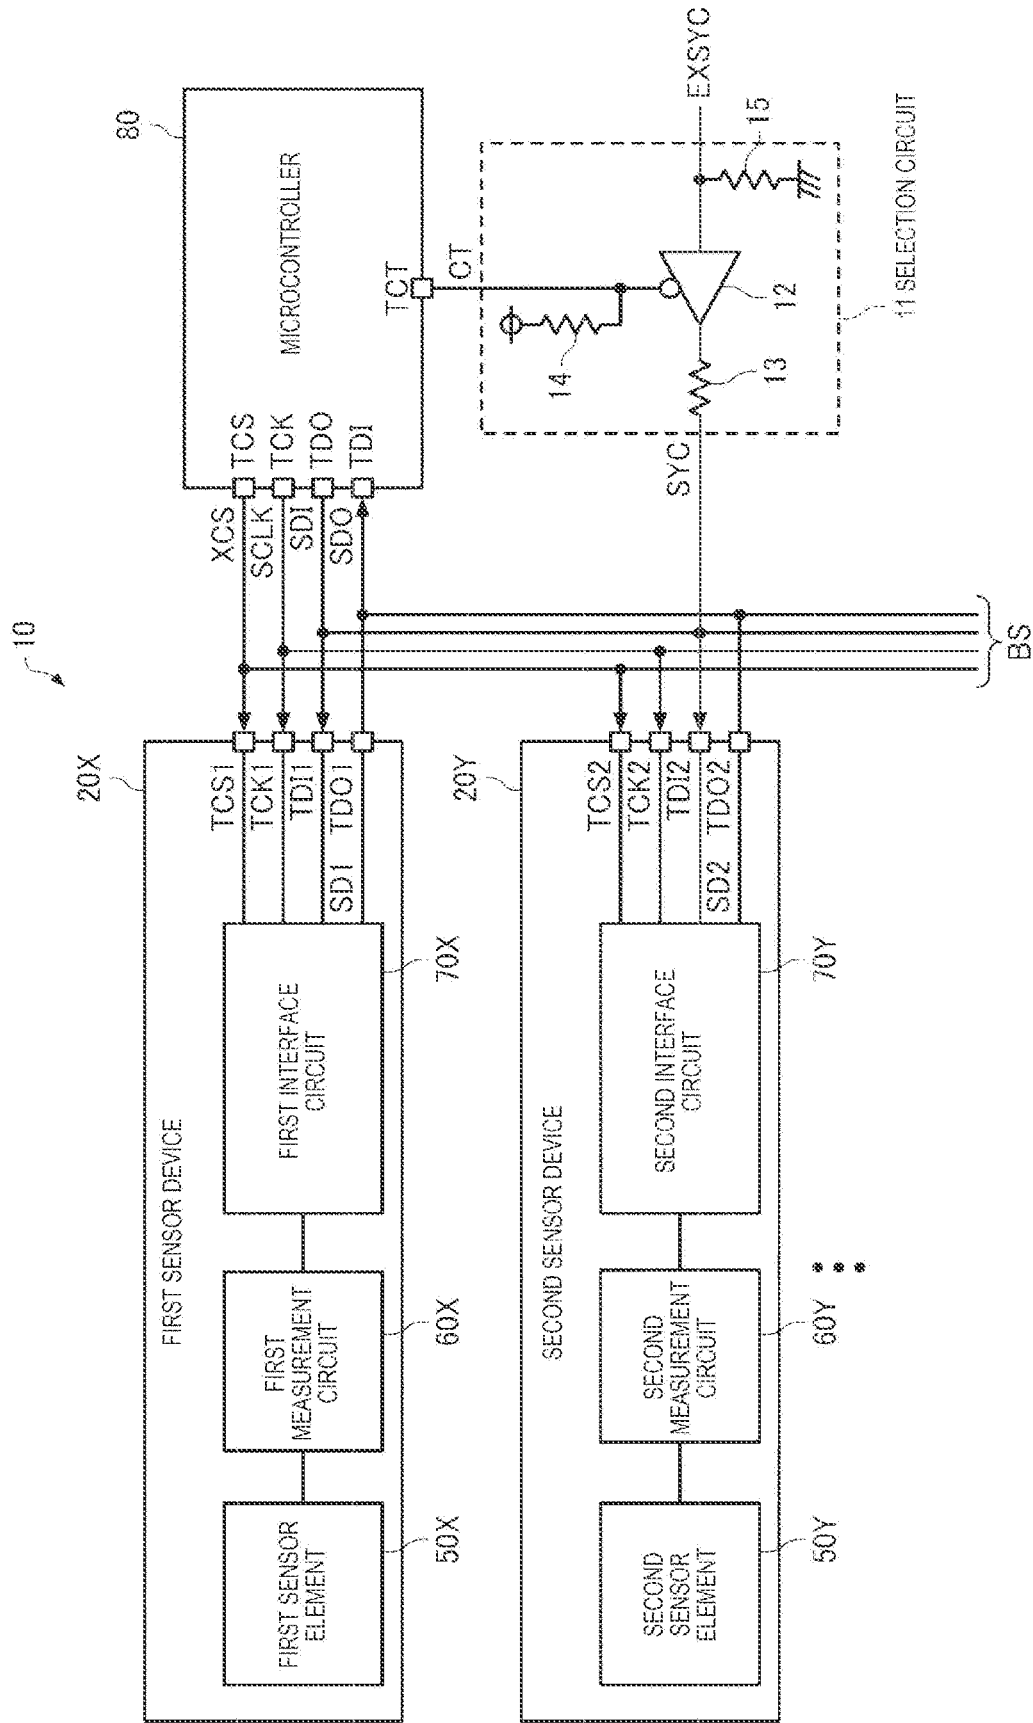 10
20X
FIRST SENSOR DEVICE
FIRST SENSOR
ELEMENT
50X
FIRST
MEASUREMENT
CIRCUIT
60X
FIRST INTERFACE
CIRCUIT
70X
TCS1
TCK1
TDI1
SD1 TDO1
XCS
SCLK
SDI
SDO
TCS
TCK
TDO
TDI
MICROCONTROLLER
80
TCT
CT
20Y
SECOND SENSOR DEVICE
SECOND
SENSOR
ELEMENT
50Y
SECOND
MEASUREMENT
CIRCUIT
60Y
SECOND INTERFACE
CIRCUIT
70Y
TCS2
TCK2
TDI2
SD2 TDO2
BS
SYC
14
13
12
15
EXSYC
11 SELECTION CIRCUIT